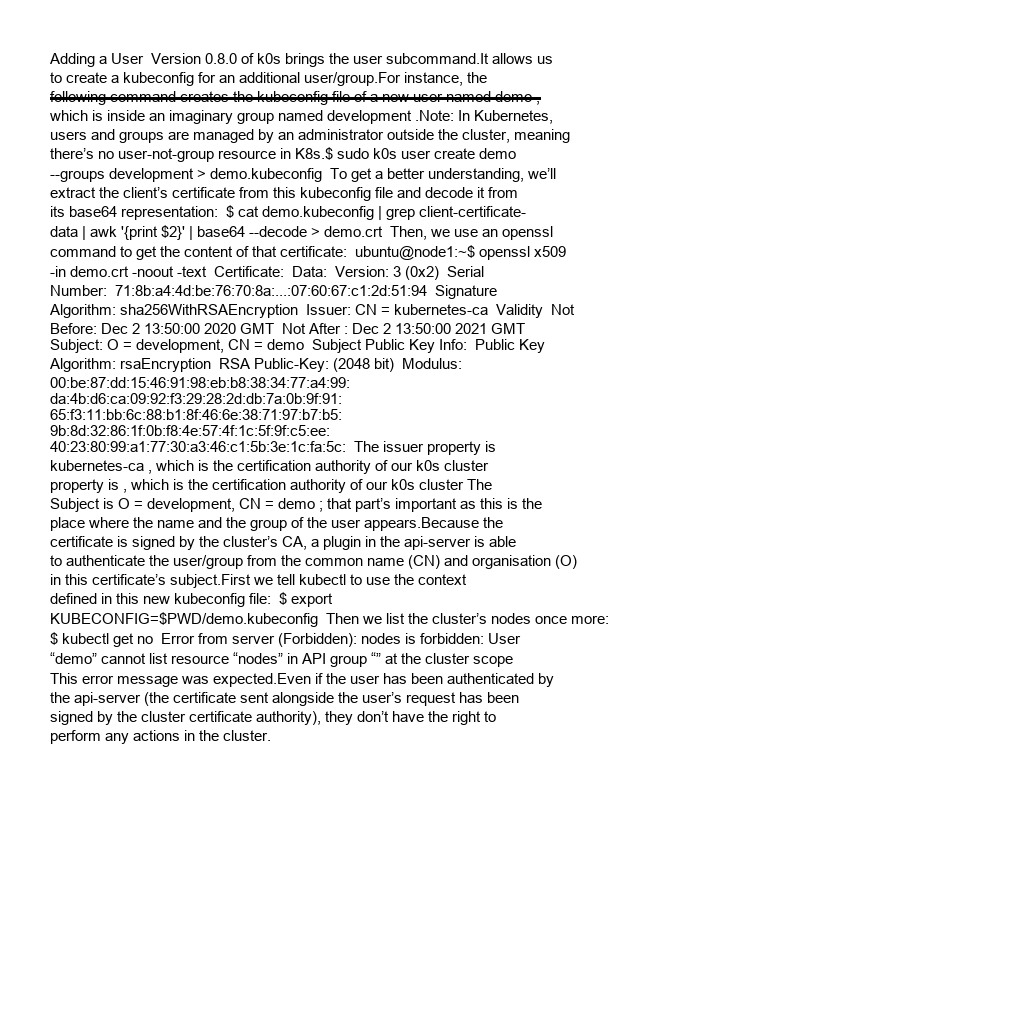 Adding a User  Version 0.8.0 of k0s brings the user subcommand.It allows us
to create a kubeconfig for an additional user/group.For instance, the
following command creates the kubeconfig file of a new user named demo ,
which is inside an imaginary group named development .Note: In Kubernetes,
users and groups are managed by an administrator outside the cluster, meaning
there’s no user-not-group resource in K8s.$ sudo k0s user create demo
--groups development > demo.kubeconfig  To get a better understanding, we’ll
extract the client’s certificate from this kubeconfig file and decode it from
its base64 representation:  $ cat demo.kubeconfig | grep client-certificate-
data | awk '{print $2}' | base64 --decode > demo.crt  Then, we use an openssl
command to get the content of that certificate:  ubuntu@node1:~$ openssl x509
-in demo.crt -noout -text  Certificate:  Data:  Version: 3 (0x2)  Serial
Number:  71:8b:a4:4d:be:76:70:8a:...:07:60:67:c1:2d:51:94  Signature
Algorithm: sha256WithRSAEncryption  Issuer: CN = kubernetes-ca  Validity  Not
Before: Dec 2 13:50:00 2020 GMT  Not After : Dec 2 13:50:00 2021 GMT
Subject: O = development, CN = demo  Subject Public Key Info:  Public Key
Algorithm: rsaEncryption  RSA Public-Key: (2048 bit)  Modulus:
00:be:87:dd:15:46:91:98:eb:b8:38:34:77:a4:99:
da:4b:d6:ca:09:92:f3:29:28:2d:db:7a:0b:9f:91:
65:f3:11:bb:6c:88:b1:8f:46:6e:38:71:97:b7:b5:
9b:8d:32:86:1f:0b:f8:4e:57:4f:1c:5f:9f:c5:ee:
40:23:80:99:a1:77:30:a3:46:c1:5b:3e:1c:fa:5c:  The issuer property is
kubernetes-ca , which is the certification authority of our k0s cluster
property is , which is the certification authority of our k0s cluster The
Subject is O = development, CN = demo ; that part’s important as this is the
place where the name and the group of the user appears.Because the
certificate is signed by the cluster’s CA, a plugin in the api-server is able
to authenticate the user/group from the common name (CN) and organisation (O)
in this certificate’s subject.First we tell kubectl to use the context
defined in this new kubeconfig file:  $ export
KUBECONFIG=$PWD/demo.kubeconfig  Then we list the cluster’s nodes once more:
$ kubectl get no  Error from server (Forbidden): nodes is forbidden: User
“demo” cannot list resource “nodes” in API group “” at the cluster scope
This error message was expected.Even if the user has been authenticated by
the api-server (the certificate sent alongside the user’s request has been
signed by the cluster certificate authority), they don’t have the right to
perform any actions in the cluster.